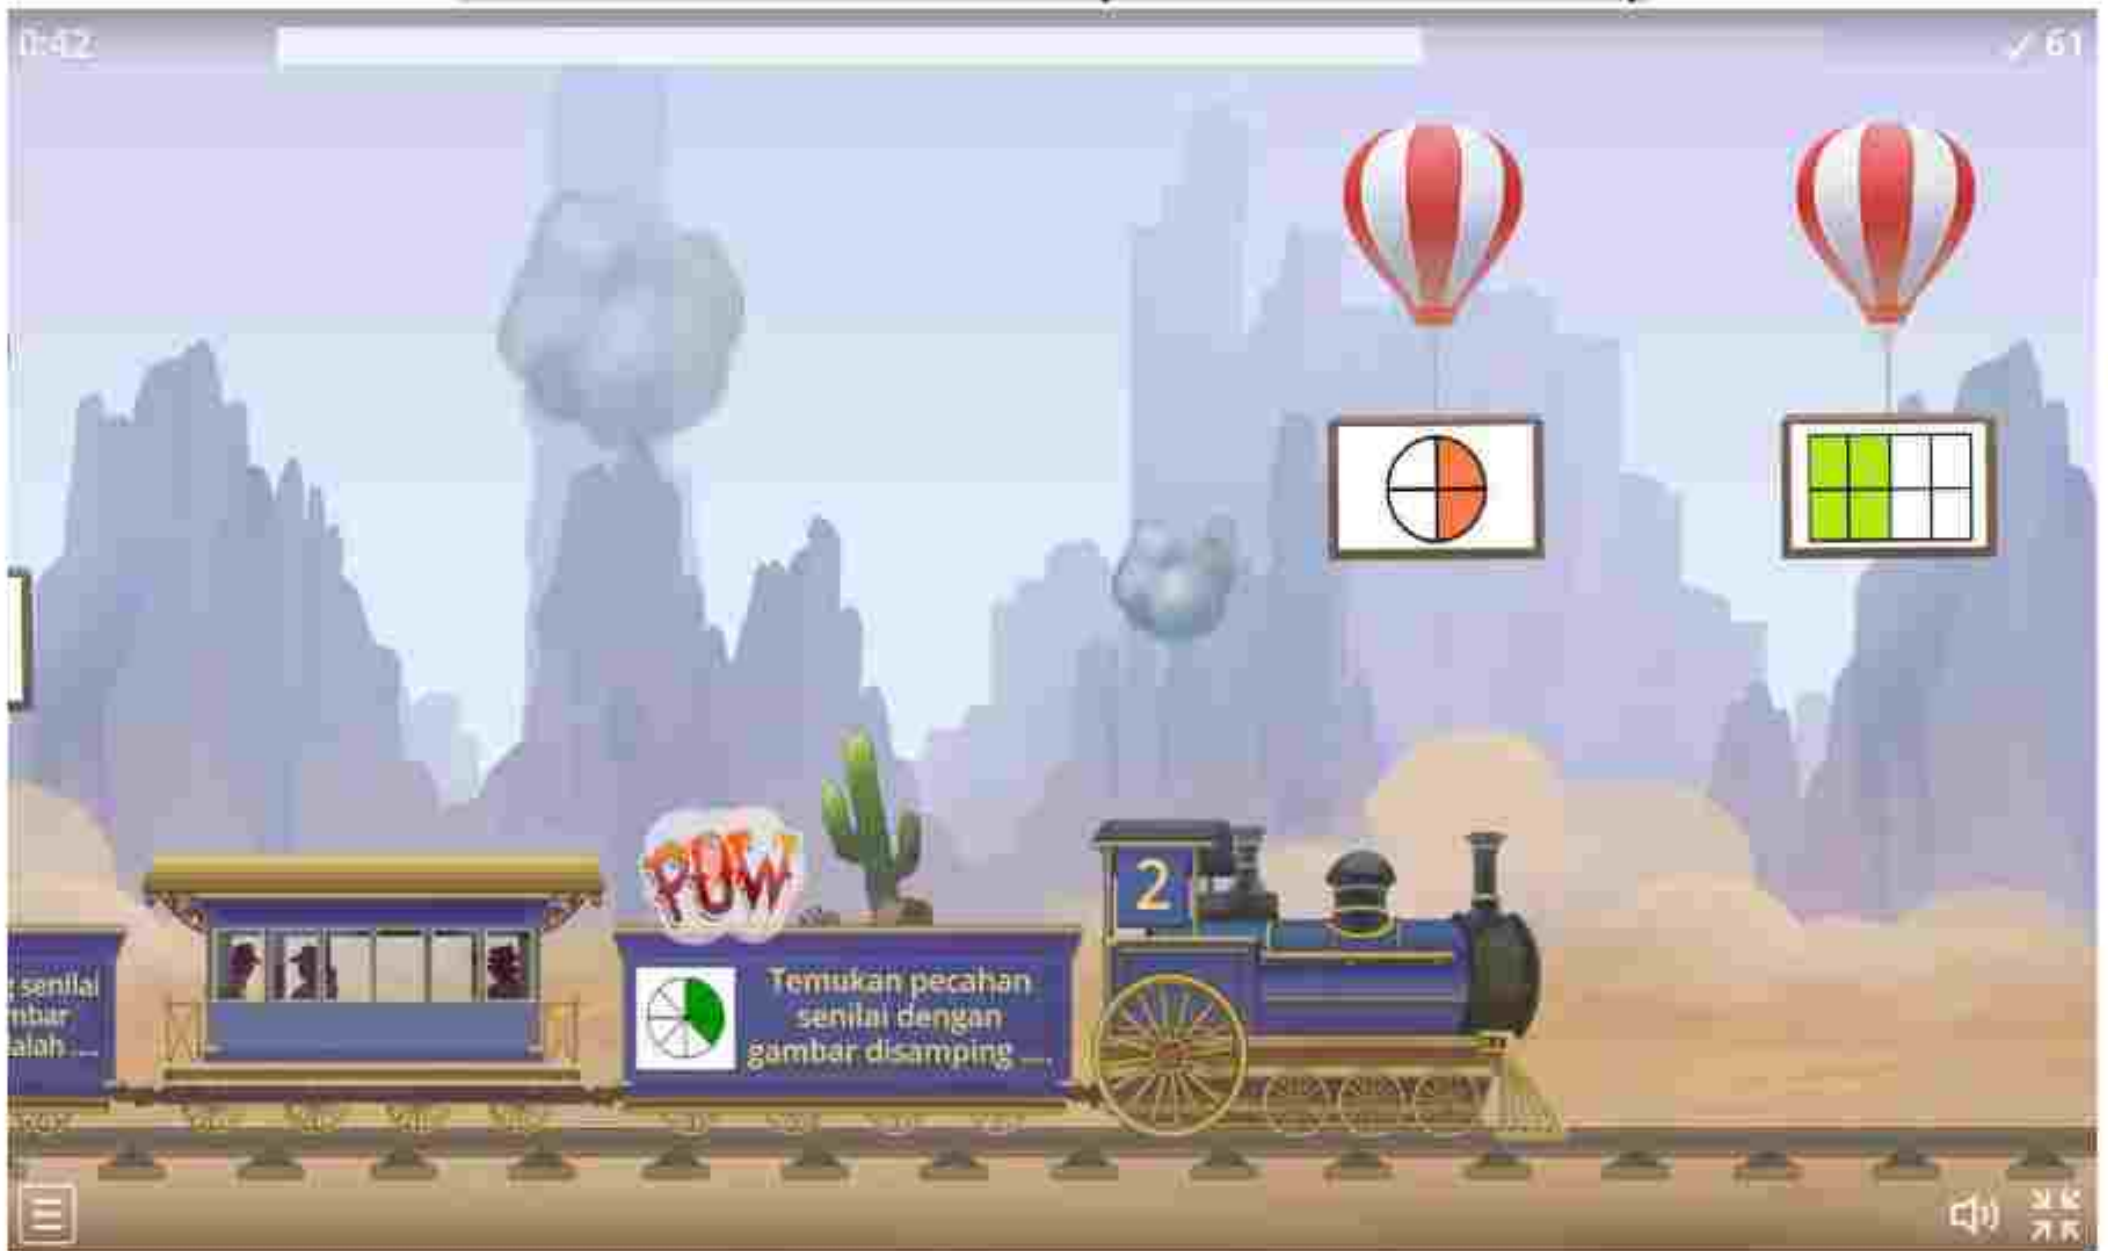 0:42
61
POW
2
senilai
mbar
alah ....
Temukan pecahan
senilai dengan
gambar disamping ....